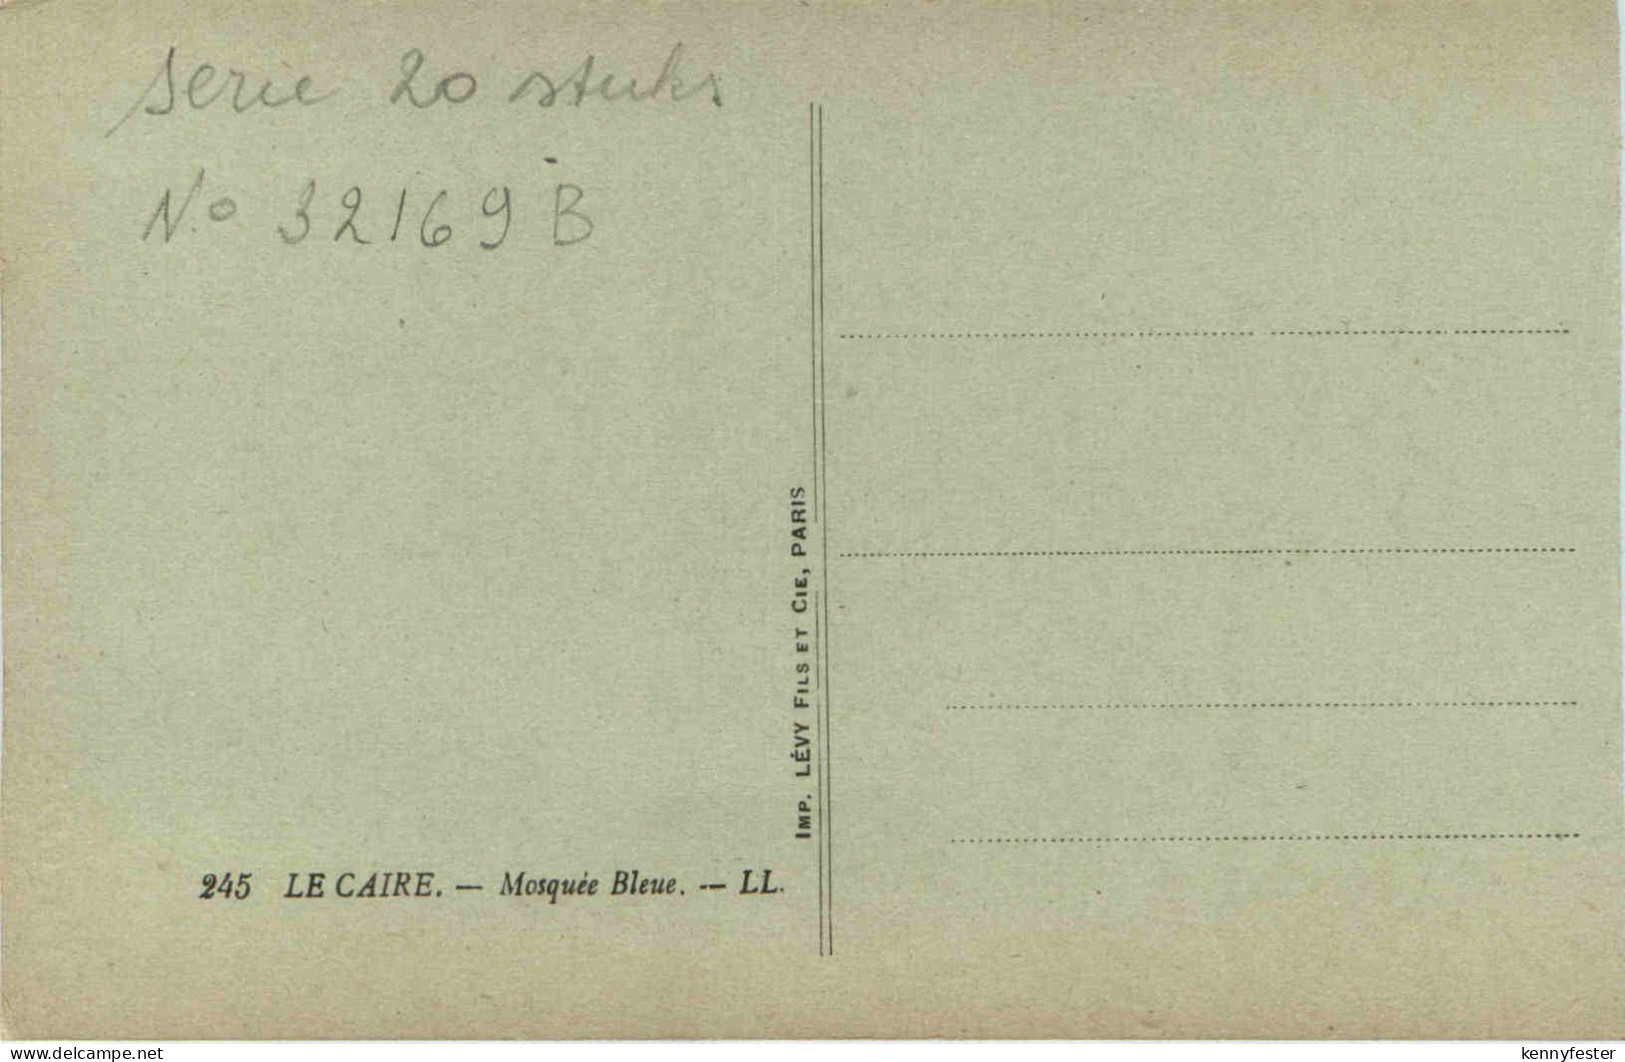 serie 20 stuks
No 32169 B
IMP. LÉVY FILS ET CIE, PARIS
245 LE CAIRE. — Mosquée Bleue. — LL.
www.delcampe.net
kennyfester